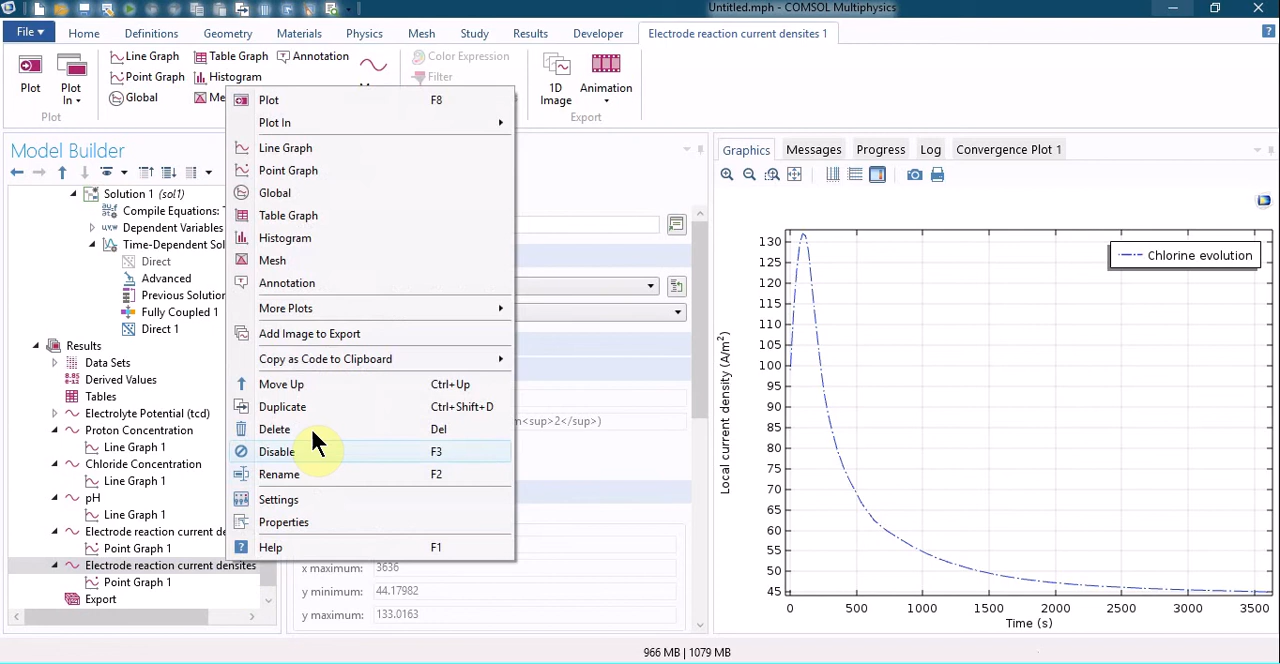 Untitled.mph - COMSOL Multiphysics
File
Home
Definitions
Geometry
Materials
Physics
Mesh
Study
Results
Developer
Electrode reaction current densites 1
Plot
Plot In
Line Graph
Point Graph
Global
Table Graph
Histogram
Annotation
Color Expression
Filter
1D Image
Animation
Plot
Export
Model Builder
Solution 1 (sol1)
Compile Equations: T
Dependent Variables
Time-Dependent Sol
Direct
Advanced
Previous Solution
Fully Coupled 1
Direct 1
Results
Data Sets
Derived Values
Tables
Electrolyte Potential (tcd)
Proton Concentration
Line Graph 1
Chloride Concentration
Line Graph 1
pH
Line Graph 1
Electrode reaction current de
Point Graph 1
Electrode reaction current densites
Point Graph 1
Export
Plot F8
Plot In
Line Graph
Point Graph
Global
Table Graph
Histogram
Mesh
Annotation
More Plots
Add Image to Export
Copy as Code to Clipboard
Move Up Ctrl+Up
Duplicate Ctrl+Shift+D
Delete Del
Disable F3
Rename F2
Settings
Properties
Help F1
n<sup>2</sup>)
x maximum: 3636
y minimum: 44.17982
y maximum: 133.0163
Graphics
Messages
Progress
Log
Convergence Plot 1
Chlorine evolution
130
125
120
115
110
105
100
95
90
85
80
75
70
65
60
55
50
45
Local current density (A/m²)
0 500 1000 1500 2000 2500 3000 3500
Time (s)
966 MB | 1079 MB